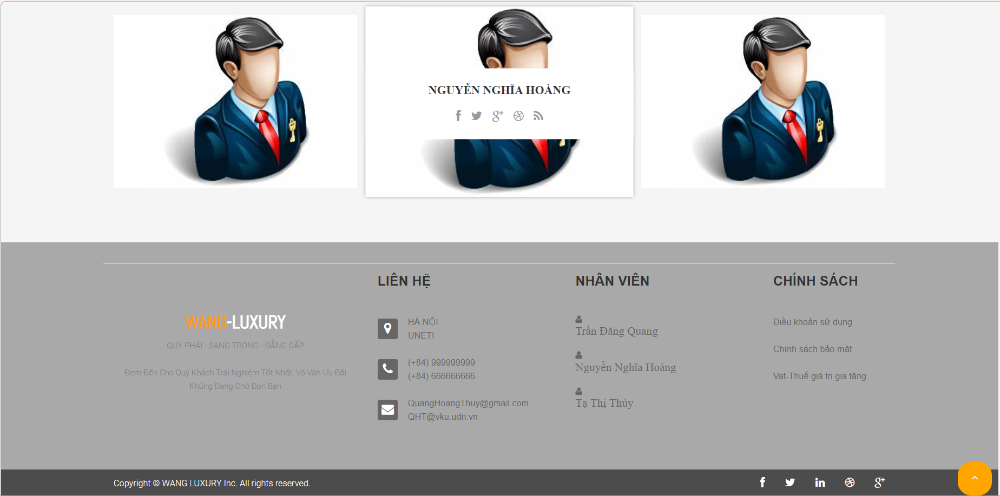 NGUYỄN NGHĨA HOÀNG
WANG-LUXURY
QUÝ PHÁI - SANG TRỌNG - ĐẲNG CẤP
Đem Đến Cho Quý Khách Trải Nghiệm Tốt Nhất, Vô Vàn Ưu Đãi
Khủng Đang Chờ Đón Bạn
LIÊN HỆ
HÀ NỘI
UNETI
(+84) 999999999
(+84) 666666666
QuangHoangThuy@gmail.com
QHT@vku.udn.vn
NHÂN VIÊN
Trần Đăng Quang
Nguyễn Nghĩa Hoàng
Tạ Thị Thúy
CHÍNH SÁCH
Điều khoản sử dụng
Chính sách bảo mật
Vat-Thuế giá trị gia tăng
Copyright © WANG LUXURY Inc. All rights reserved.